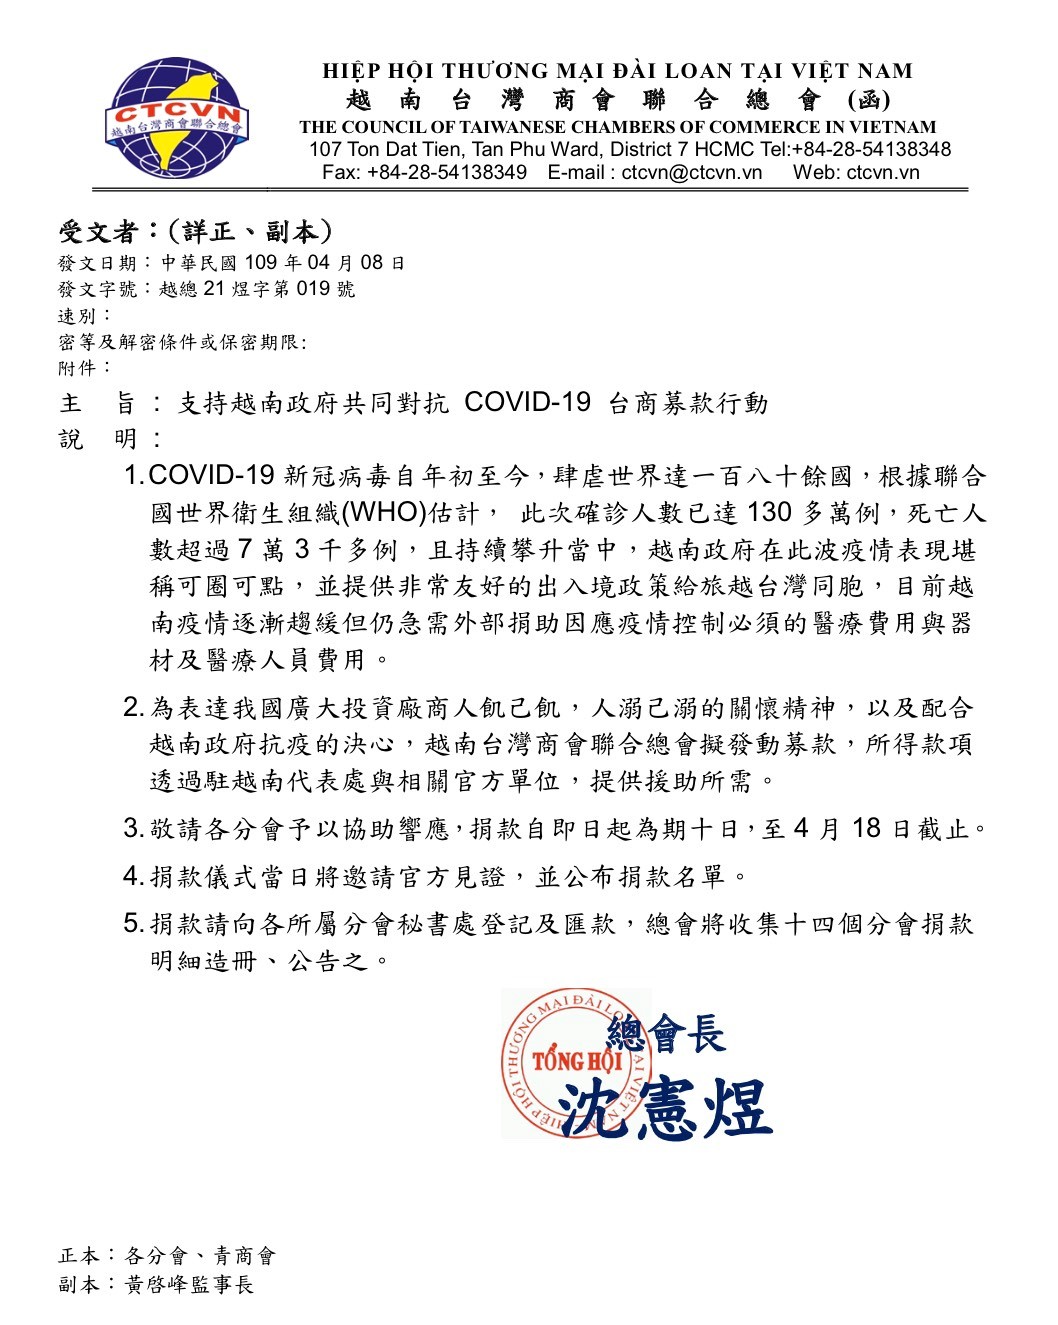 CTCVN
越南台灣商會聯合總會
HIỆP HỘI THƯƠNG MẠI ĐÀI LOAN TẠI VIỆT NAM
越 南 台 灣 商 會 聯 合 總 會 (函)
THE COUNCIL OF TAIWANESE CHAMBERS OF COMMERCE IN VIETNAM
107 Ton Dat Tien, Tan Phu Ward, District 7 HCMC Tel:+84-28-54138348
Fax: +84-28-54138349 E-mail : ctcvn@ctcvn.vn Web: ctcvn.vn
受文者：（詳正、副本）
發文日期：中華民國 109 年 04 月 08 日
發文字號：越總 21 煜字第 019 號
速別：
密等及解密條件或保密期限:
附件：
主 旨：支持越南政府共同對抗 COVID-19 台商募款行動
說 明：
1.COVID-19 新冠病毒自年初至今，肆虐世界達一百八十餘國，根據聯合
國世界衛生組織(WHO)估計， 此次確診人數已達 130 多萬例，死亡人
數超過 7 萬 3 千多例，且持續攀升當中，越南政府在此波疫情表現堪
稱可圈可點，並提供非常友好的出入境政策給旅越台灣同胞，目前越
南疫情逐漸趨緩但仍急需外部捐助因應疫情控制必須的醫療費用與器
材及醫療人員費用。
2.為表達我國廣大投資廠商人飢己飢，人溺己溺的關懷精神，以及配合
越南政府抗疫的決心，越南台灣商會聯合總會擬發動募款，所得款項
透過駐越南代表處與相關官方單位，提供援助所需。
3.敬請各分會予以協助響應，捐款自即日起為期十日，至 4 月 18 日截止。
4.捐款儀式當日將邀請官方見證，並公布捐款名單。
5.捐款請向各所屬分會秘書處登記及匯款，總會將收集十四個分會捐款
明細造冊、公告之。
HIỆP HỘI THƯƠNG MẠI ĐÀI LOAN TẠI VIỆT NAM
TỔNG HỘI
總會長
沈憲煜
正本：各分會、青商會
副本：黃啓峰監事長